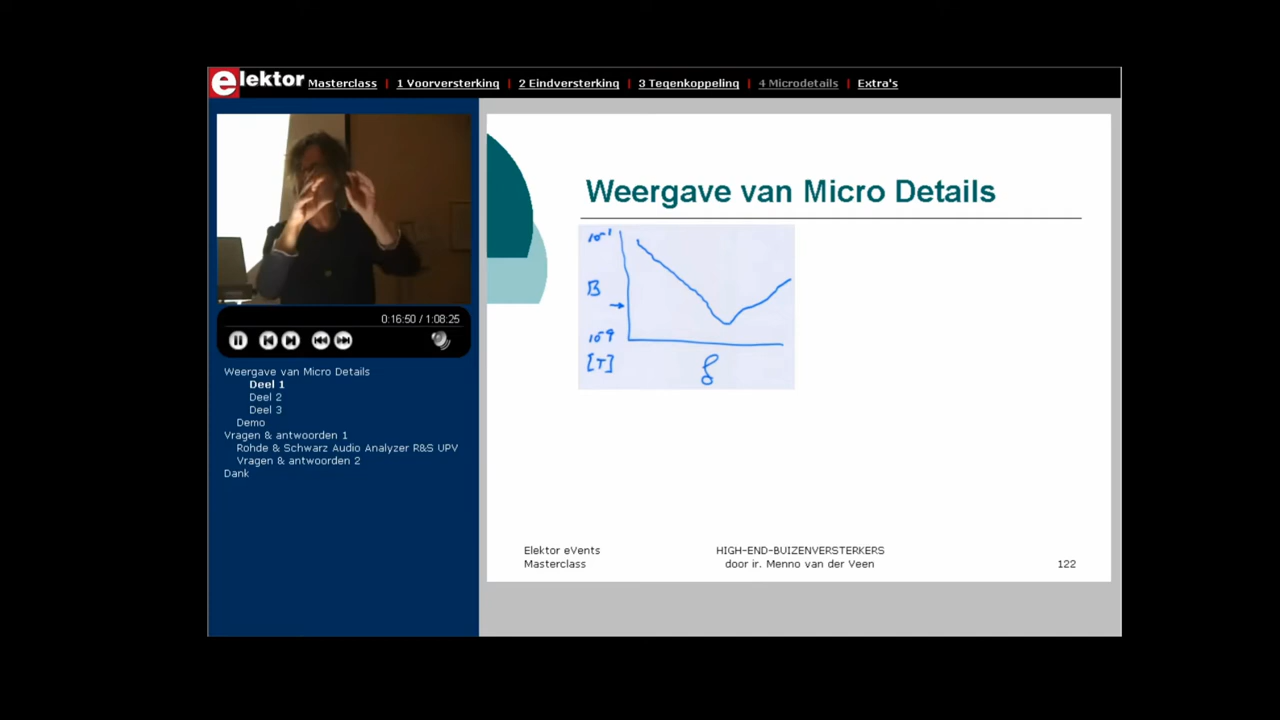 elektor Masterclass | 1 Voorversterking | 2 Eindversterking | 3 Tegenkoppeling | 4 Microdetails | Extra's
Weergave van Micro Details
10-1
B
10-9
[T]
0:16:50 / 1:08:25
Weergave van Micro Details
Deel 1
Deel 2
Deel 3
Demo
Vragen & antwoorden 1
Rohde & Schwarz Audio Analyzer R&S UPV
Vragen & antwoorden 2
Dank
Elektor eVents
Masterclass
HIGH-END-BUIZENVERSTERKERS
door ir. Menno van der Veen
122